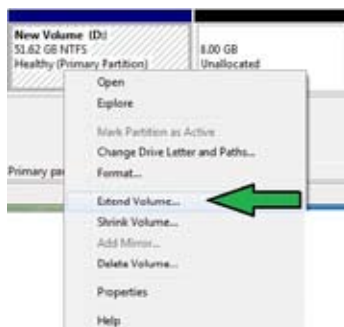 New Volume (D:)
51.62 GB NTFS
Healthy (Primary Partition)
8.00 GB
Unallocated
Open
Explore
Mark Partition as Active
Change Drive Letter and Paths...
Format...
Primary pa
Extend Volume...
Shrink Volume...
Add Mirror...
Delete Volume...
Properties
Help